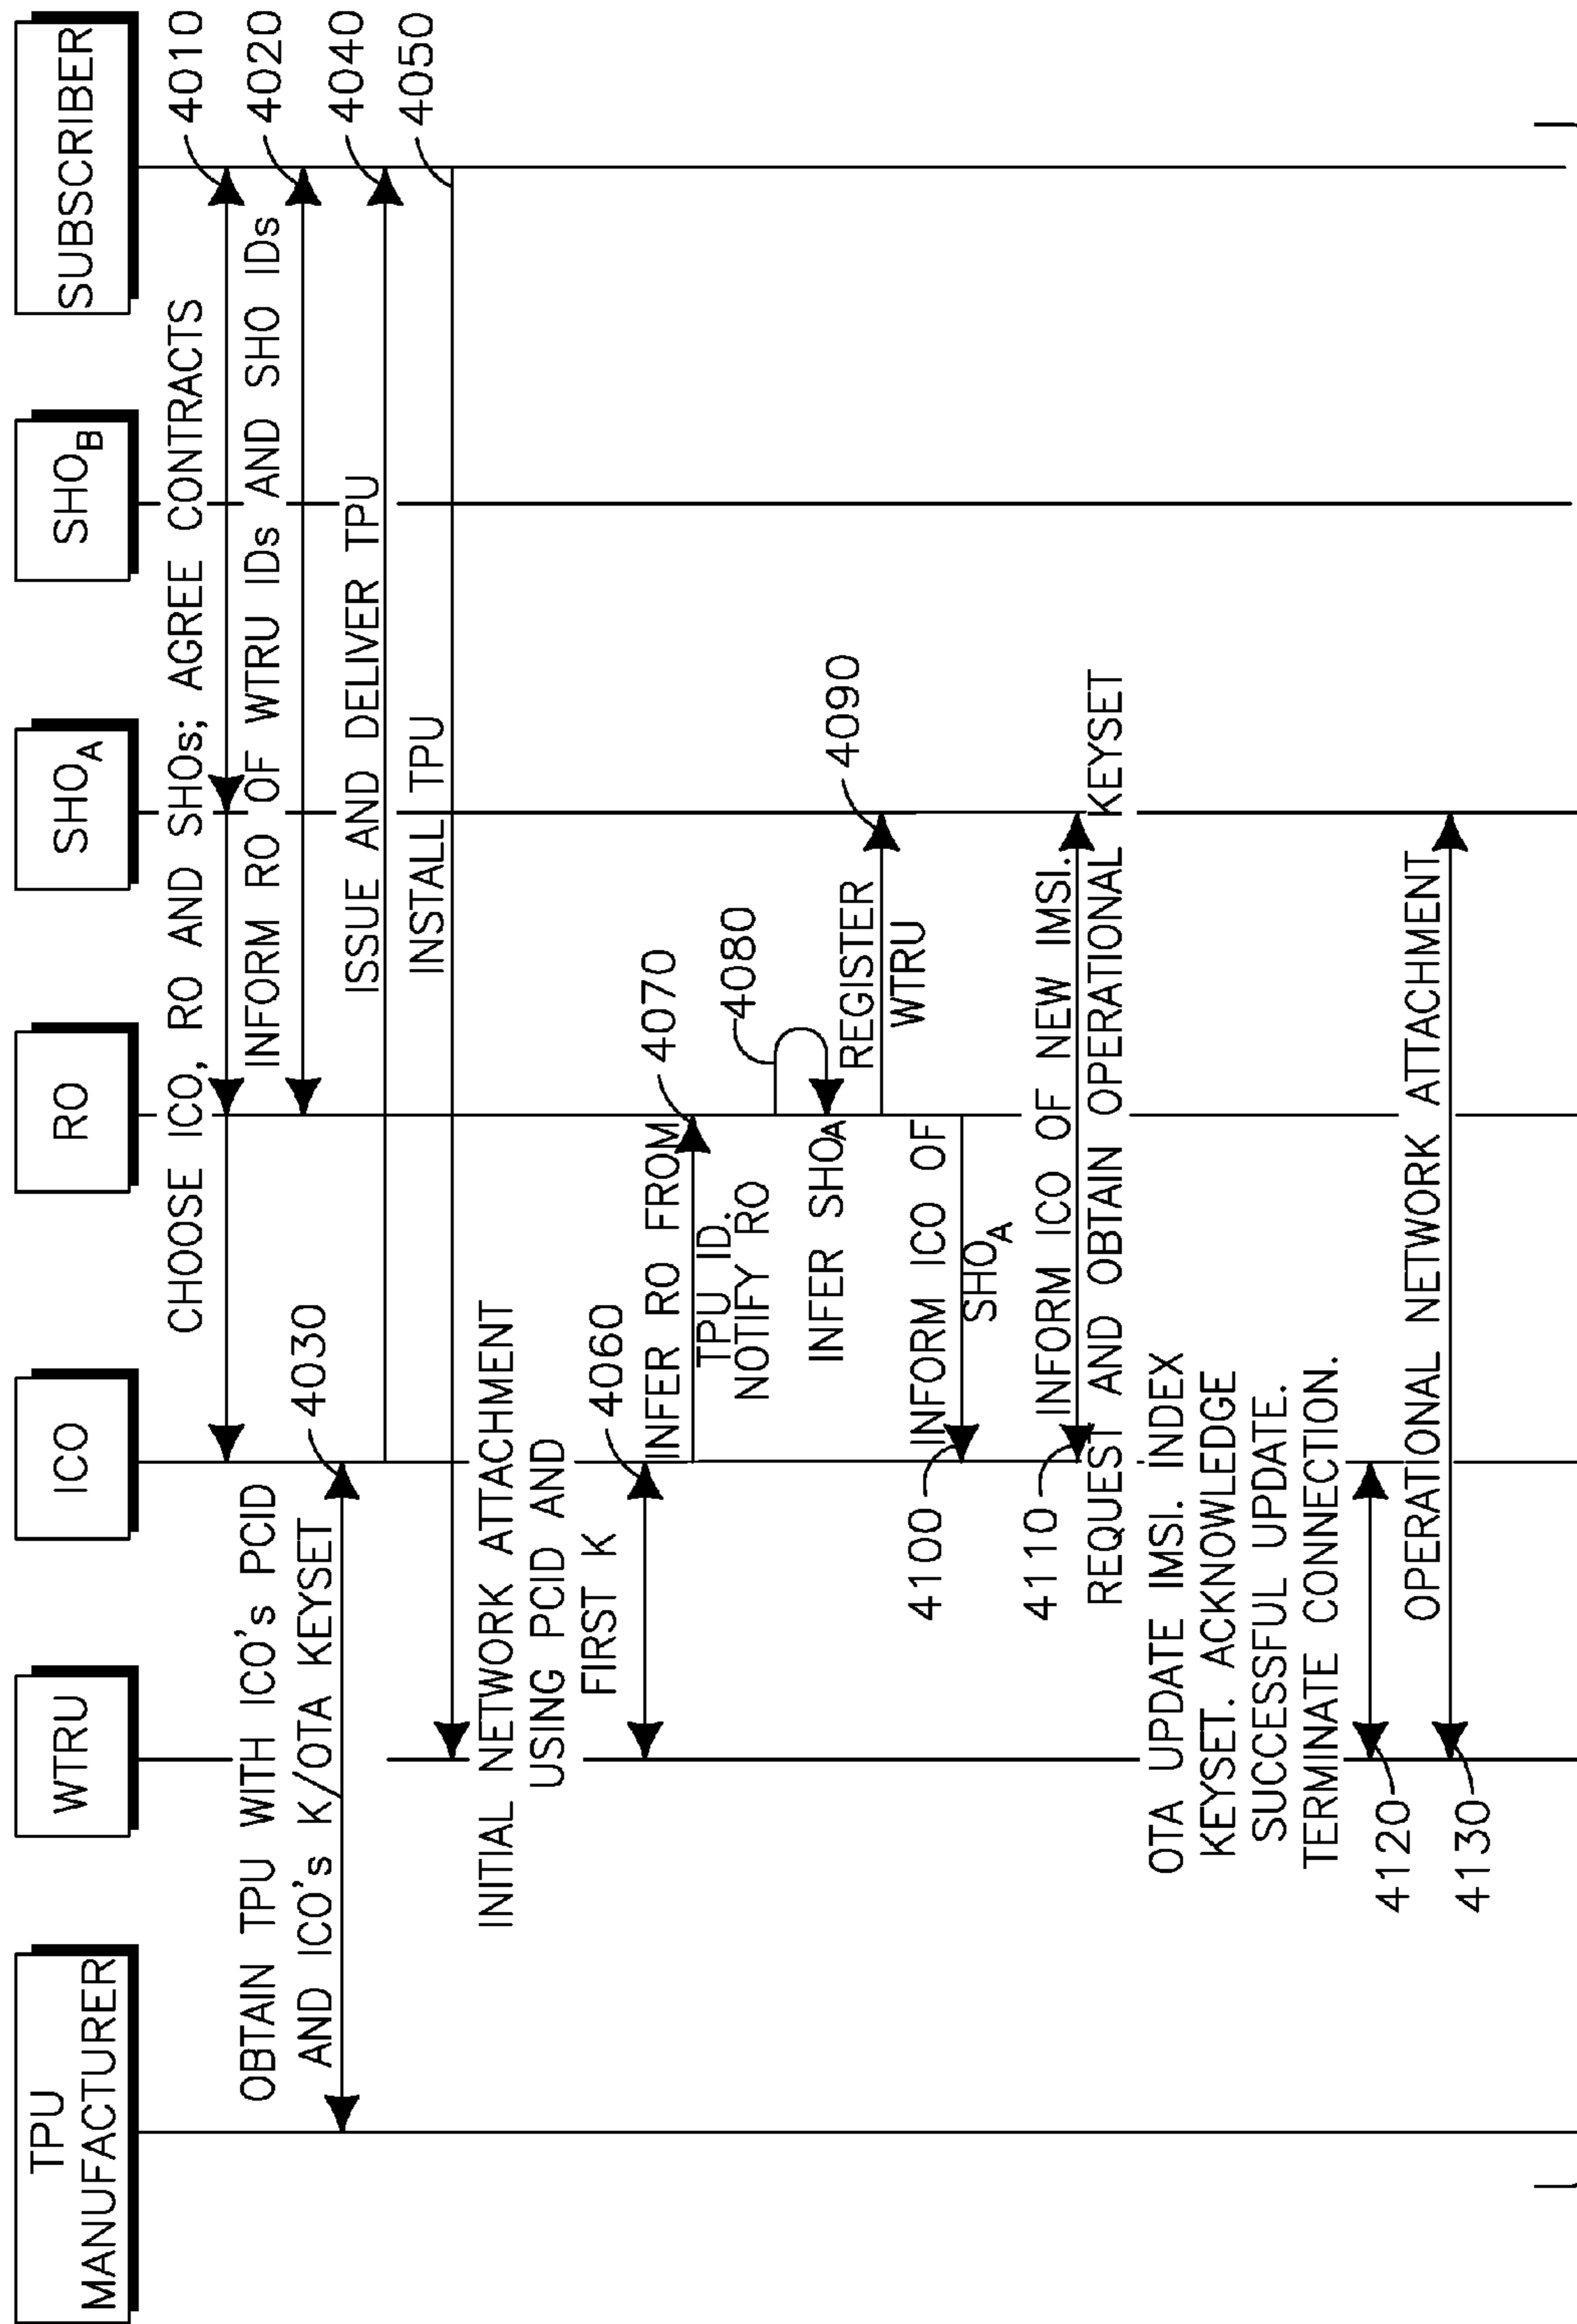 TPU
MANUFACTURER
WTRU
ICO
RO
SHOA
SHOB
SUBSCRIBER
CHOOSE ICO, RO AND SHOs; AGREE CONTRACTS
4010
INFORM RO OF WTRU IDs AND SHO IDs
4020
OBTAIN TPU WITH ICO's PCID
AND ICO's K/OTA KEYSET
4030
ISSUE AND DELIVER TPU
4040
INSTALL TPU
4050
INITIAL NETWORK ATTACHMENT
USING PCID AND
FIRST K
4060
INFER RO FROM
TPU ID.
NOTIFY RO
4070
4080
INFER SHOA
REGISTER
WTRU
4090
4100
INFORM ICO OF
SHOA
4110
INFORM ICO OF NEW IMSI.
REQUEST AND OBTAIN OPERATIONAL KEYSET
OTA UPDATE IMSI. INDEX
KEYSET. ACKNOWLEDGE
SUCCESSFUL UPDATE.
TERMINATE CONNECTION.
4120
OPERATIONAL NETWORK ATTACHMENT
4130